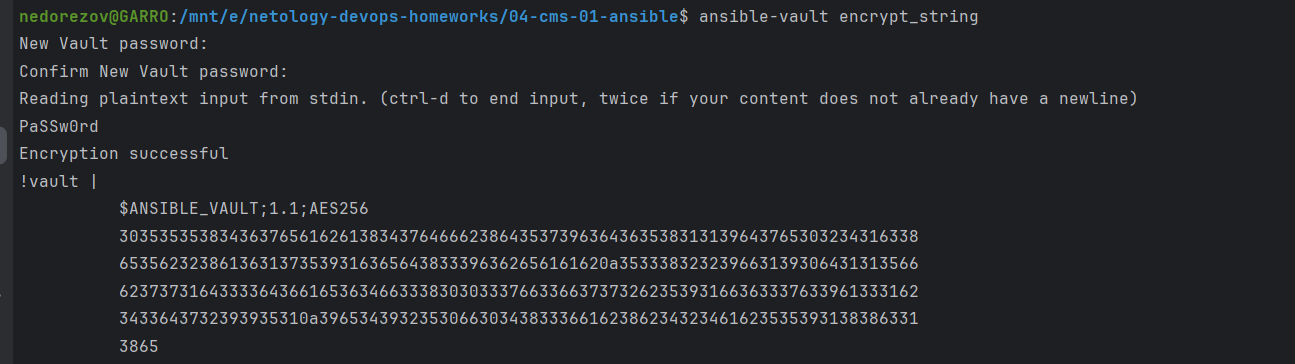 nedorezov@GARRO:/mnt/e/netology-devops-homeworks/04-cms-01-ansible$ ansible-vault encrypt_string
New Vault password:
Confirm New Vault password:
Reading plaintext input from stdin. (ctrl-d to end input, twice if your content does not already have a newline)
PaSSw0rd
Encryption successful
!vault |
$ANSIBLE_VAULT;1.1;AES256
30353535383436376561626138343764666238643537396364363538313139643765303234316338
6535623238613631373539316365643833396362656161620a353338323239663139306431313566
62373731643333643661653634663338303033376633663737326235393166363337633961333162
3433643732393935310a396534393235306630343833366162386234323461623535393138386331
3865